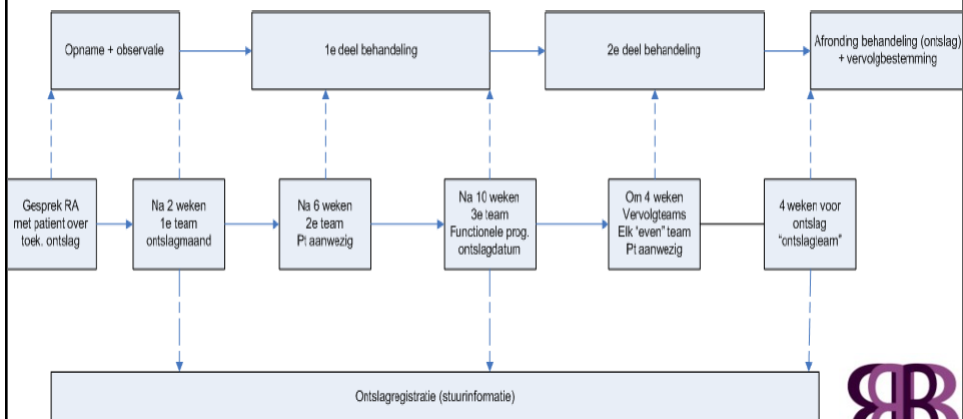 Opname + observatie
1e deel behandeling
2e deel behandeling
Afronding behandeling (ontslag)
+ vervolgbestemming
Gesprek RA
met patient over
toek. ontslag
Na 2 weken
1e team
ontslagmaand
Na 6 weken
2e team
Pt aanwezig
Na 10 weken
3e team
Functionele prog.
ontslagdatum
Om 4 weken
Vervolgteams
Elk "even" team
Pt aanwezig
4 weken voor
ontslag
"ontslagteam"
Ontslagregistratie (stuurinformatie)